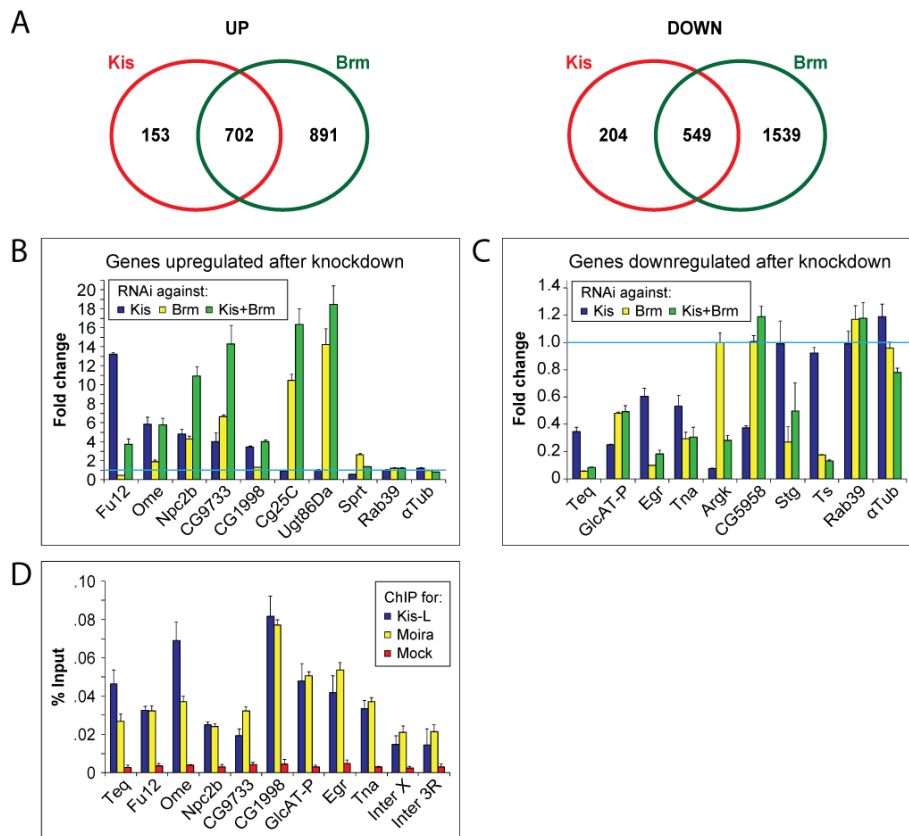 A
UP
DOWN
Kis
Brm
Kis
Brm
153
702
891
204
549
1539
B
Genes upregulated after knockdown
RNAi against:
Kis
Brm
Kis+Brm
Fold change
20
18
16
14
12
10
8
6
4
2
1
0
Fu12
Ome
Npc2b
CG9733
CG1998
Cg25C
Ugt86Da
Sprt
Rab39
αTub
C
Genes downregulated after knockdown
RNAi against:
Kis
Brm
Kis+Brm
Fold change
1.4
1.2
1.0
0.8
0.6
0.4
0.2
0
Teq
GlcAT-P
Egr
Tna
Argk
CG5958
Stg
Ts
Rab39
αTub
D
ChIP for:
Kis-L
Moira
Mock
% Input
.10
.08
.06
.04
.02
0
Teq
Fu12
Ome
Npc2b
CG9733
CG1998
GlcAT-P
Egr
Tna
Inter X
Inter 3R